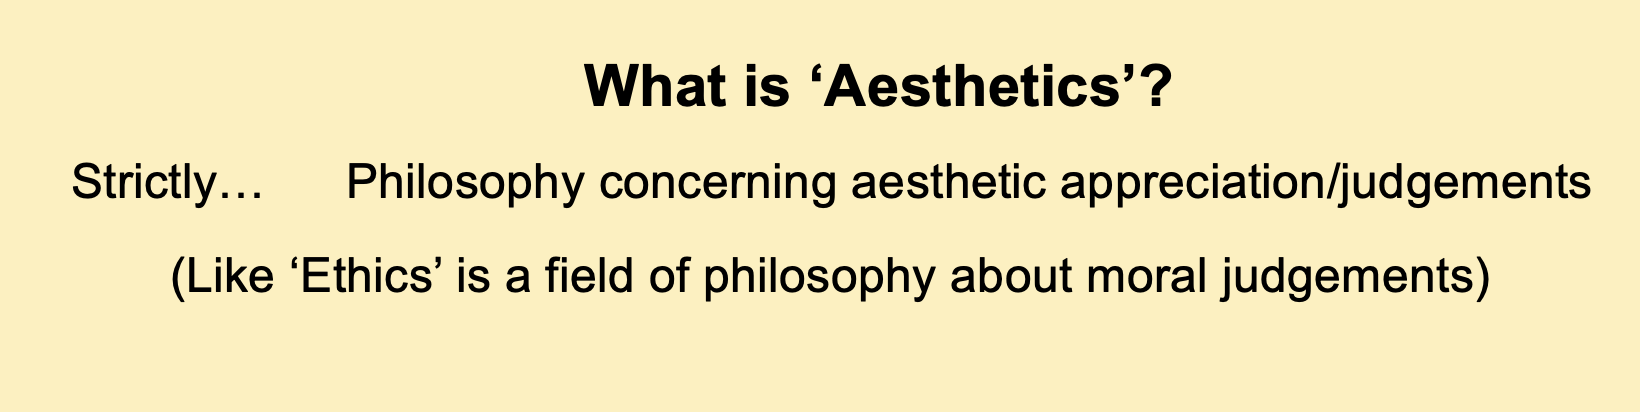 What is ‘Aesthetics’?
Strictly… Philosophy concerning aesthetic appreciation/judgements
(Like ‘Ethics’ is a field of philosophy about moral judgements)